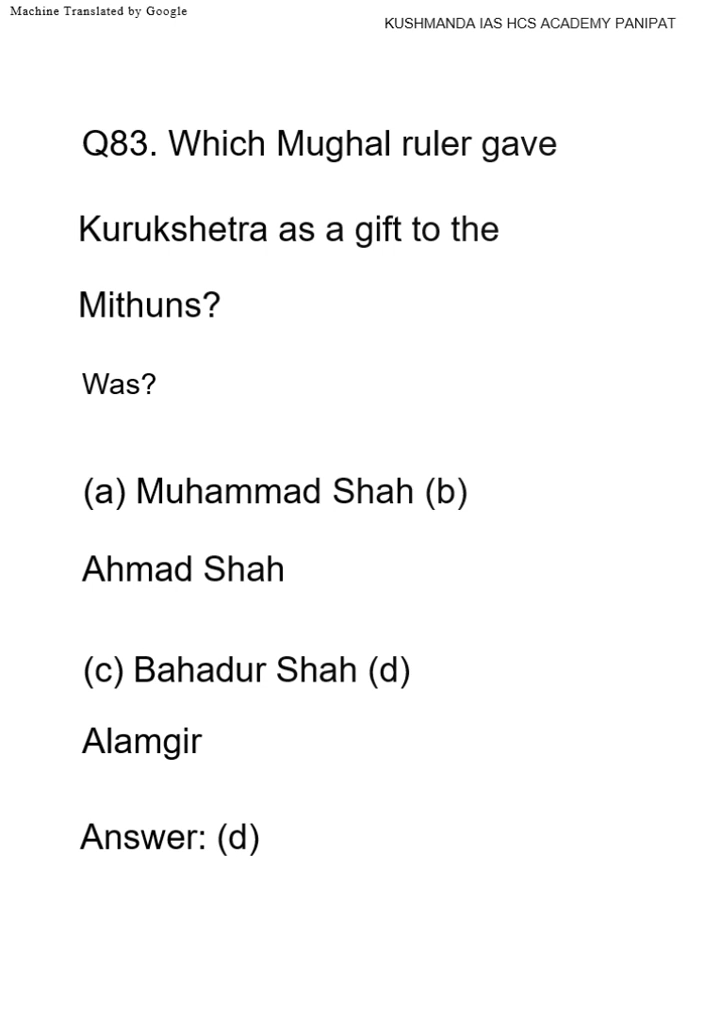 Machine Translated by Google
KUSHMANDA IAS HCS ACADEMY PANIPAT
Q83. Which Mughal ruler gave
Kurukshetra as a gift to the
Mithuns?
Was?
(a) Muhammad Shah (b)
Ahmad Shah
(c) Bahadur Shah (d)
Alamgir
Answer: (d)